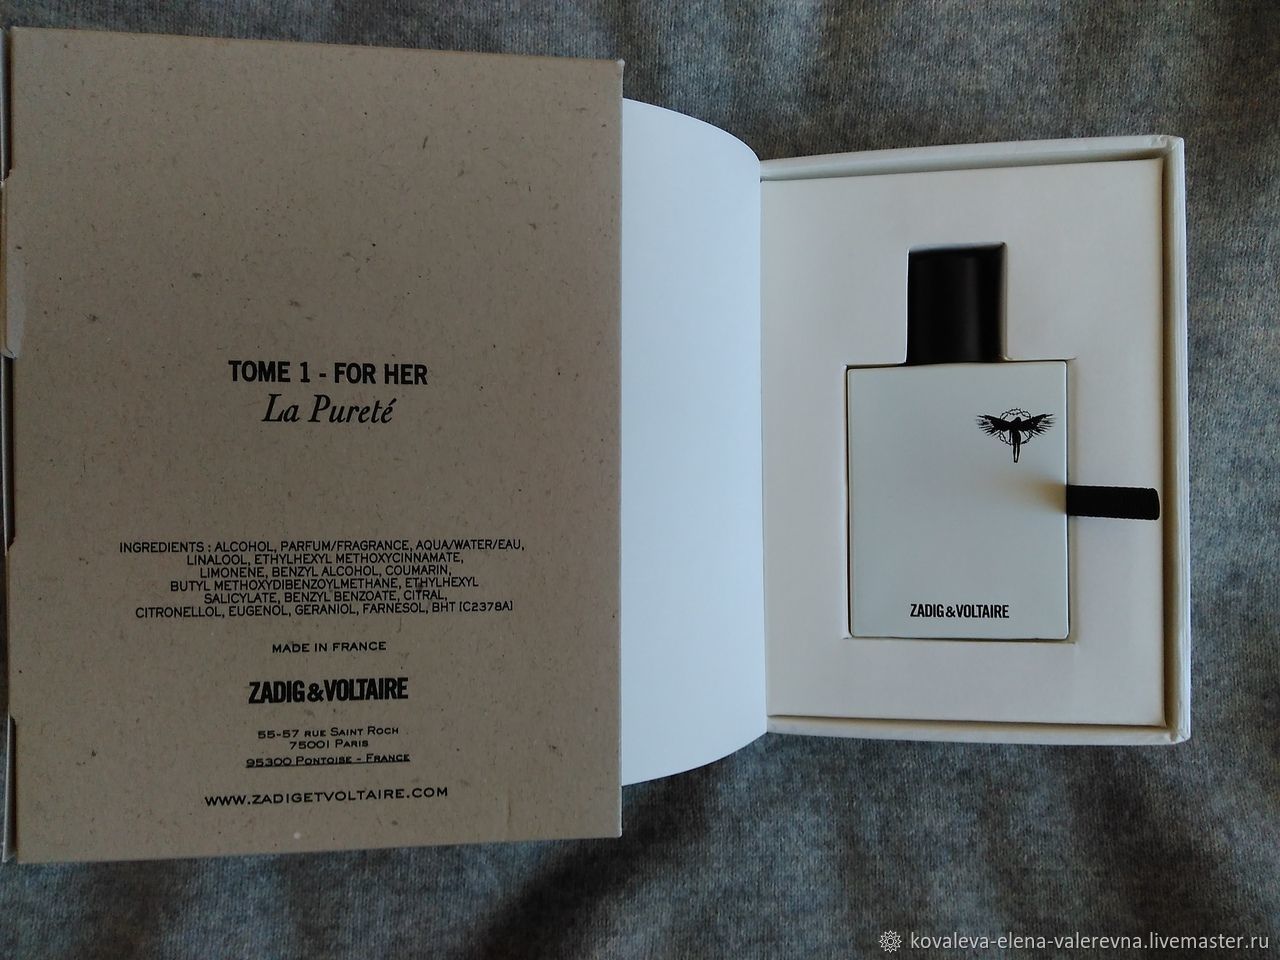 TOME 1 - FOR HER
La Pureté
INGREDIENTS : ALCOHOL, PARFUM/FRAGRANCE, AQUA/WATER/EAU,
LINALOOL, ETHYLHEXYL METHOXYCINNAMATE,
LIMONENE, BENZYL ALCOHOL, COUMARIN,
BUTYL METHOXYDIBENZOYLMETHANE, ETHYLHEXYL
SALICYLATE, BENZYL BENZOATE, CITRAL,
CITRONELLOL, EUGENOL, GERANIOL, FARNESOL, BHT [C2378A]
MADE IN FRANCE
ZADIG&VOLTAIRE
55-57 RUE SAINT ROCH
75001 PARIS
95300 PONTOISE - FRANCE
WWW.ZADIGETVOLTAIRE.COM
ZADIG&VOLTAIRE
kovaleva-elena-valerevna.livemaster.ru